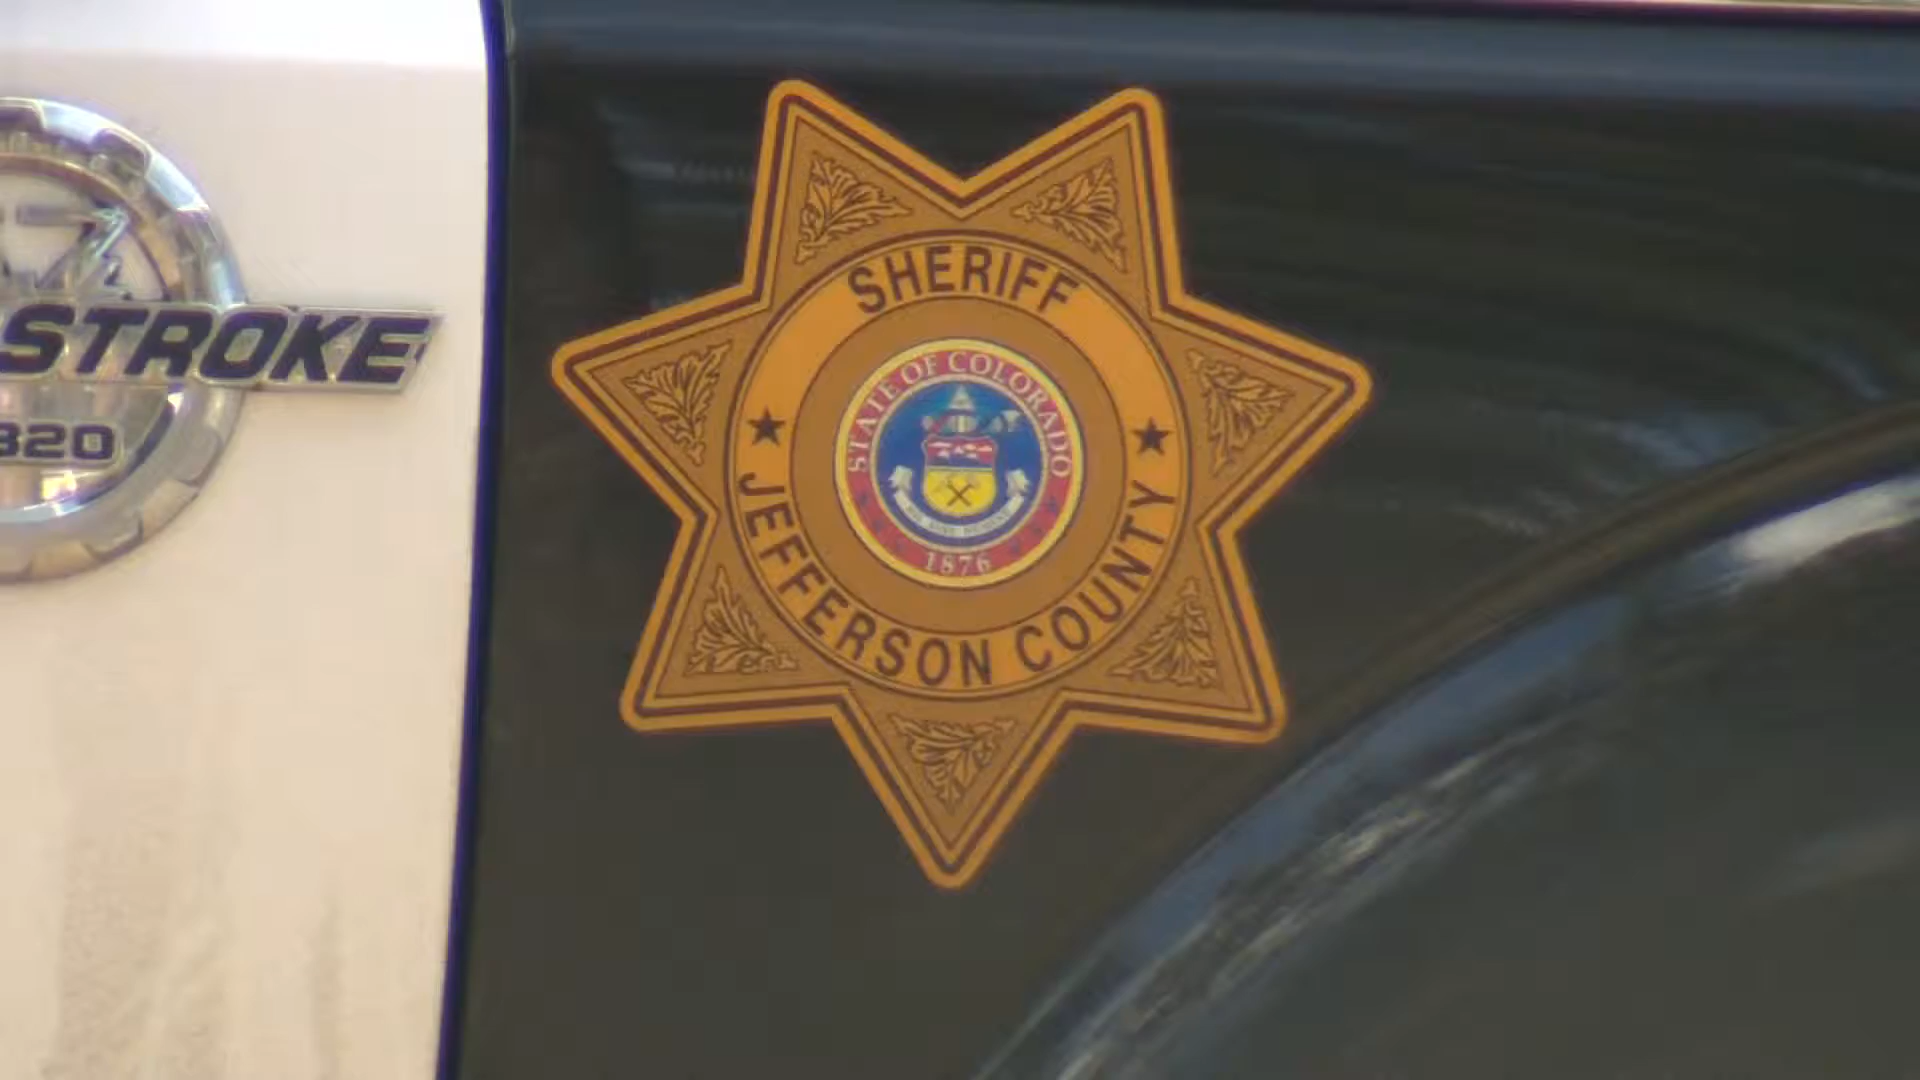 STROKE
320
SHERIFF
STATE OF COLORADO
1876
JEFFERSON COUNTY